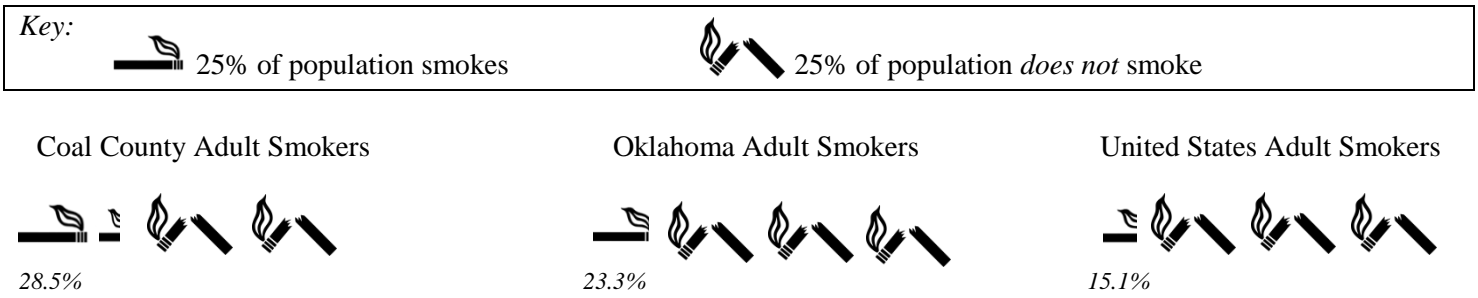 Key:
25% of population smokes 25% of population does not smoke
Coal County Adult Smokers Oklahoma Adult Smokers United States Adult Smokers
28.5% 23.3% 15.1%